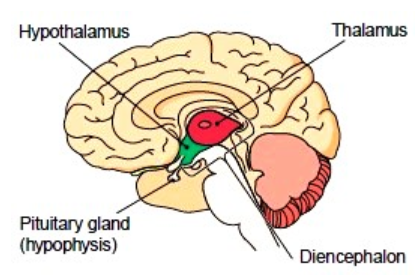 Hypothalamus
Thalamus
Pituitary gland
(hypophysis)
Diencephalon